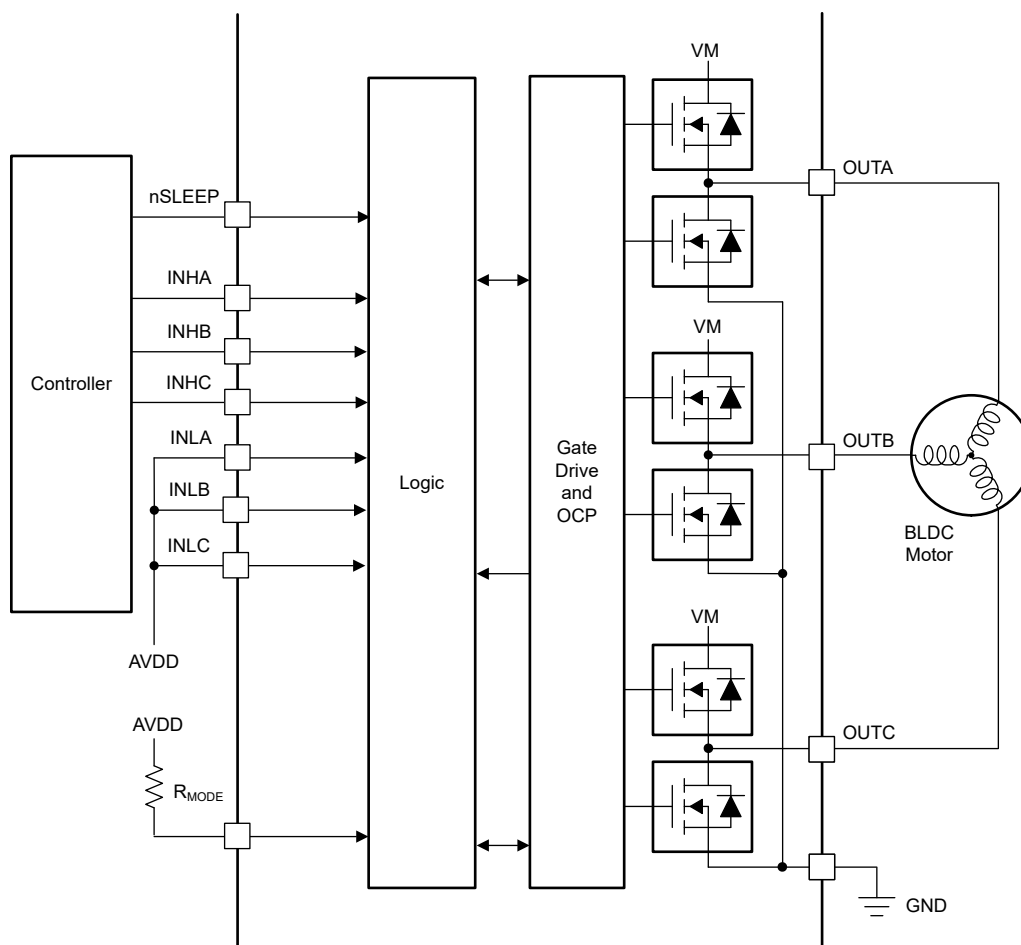 VM
OUTA
nSLEEP
INHA
INHB
INHC
Controller
INLA
INLB
INLC
AVDD
AVDD
RMODE
Logic
Gate
Drive
and
OCP
VM
OUTB
BLDC
Motor
VM
OUTC
GND